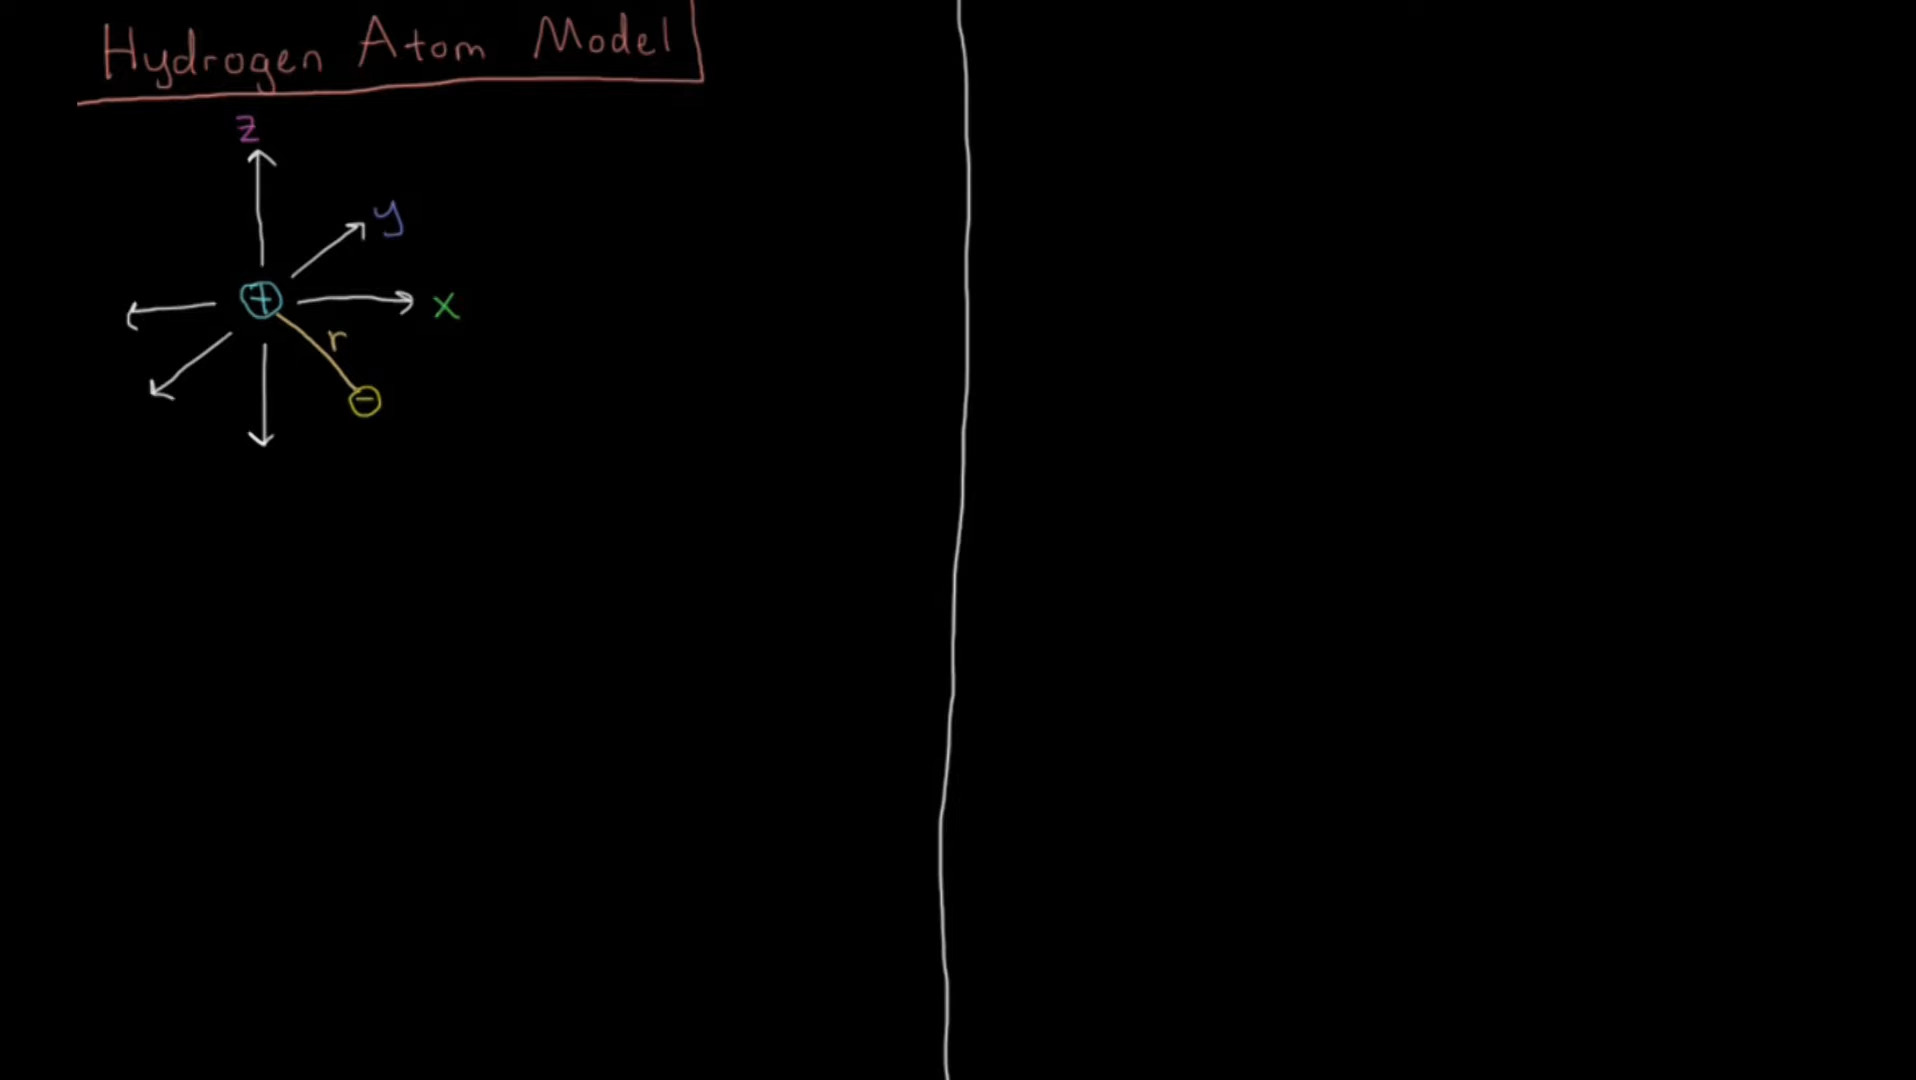 Hydrogen Atom Model
z
y
+
x
r
-